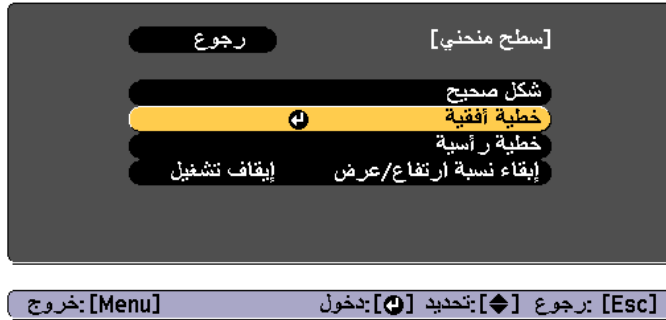 [سطح منحني] رجوع
شكل صحيح
خطية أفقية
خطية رأسية
إبقاء نسبة ارتفاع/عرض إيقاف تشغيل
[Esc] :رجوع [◆]:تحديد [↵]:دخول [Menu]:خروج